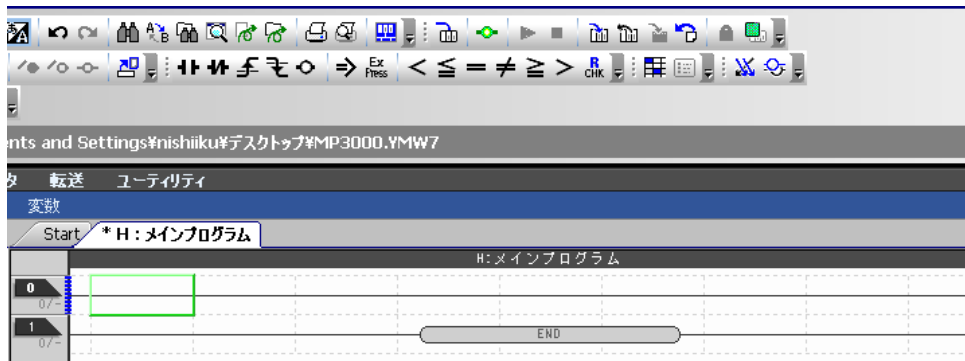 Ex
Press
< ≦ = ≠ ≧ > R
CHK
nts and Settings¥nishiiku¥デスクトップ¥MP3000.YMW7
タ 転送 ユーティリティ
変数
Start * H : メインプログラム
H:メインプログラム
0
0/-
1 END
0/-